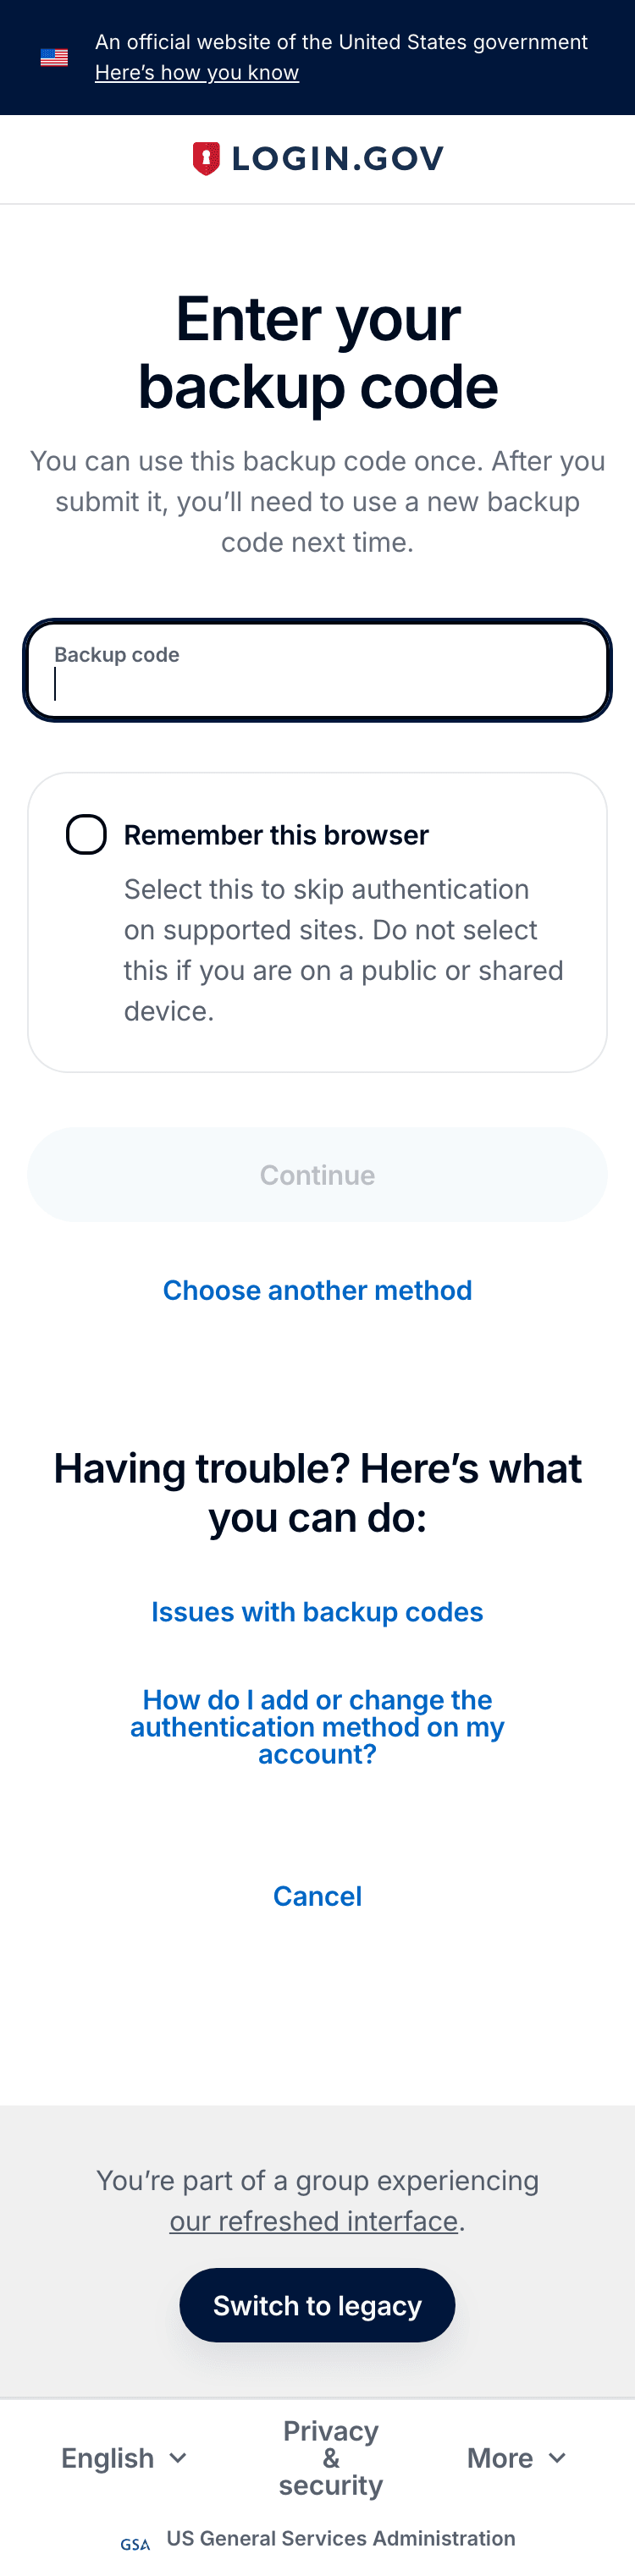 An official website of the United States government
Here’s how you know
LOGIN.GOV
Enter your
backup code
You can use this backup code once. After you
submit it, you’ll need to use a new backup
code next time.
Backup code
Remember this browser
Select this to skip authentication
on supported sites. Do not select
this if you are on a public or shared
device.
Continue
Choose another method
Having trouble? Here’s what
you can do:
Issues with backup codes
How do I add or change the
authentication method on my
account?
Cancel
You’re part of a group experiencing
our refreshed interface.
Switch to legacy
English
Privacy
&
security
More
GSA US General Services Administration